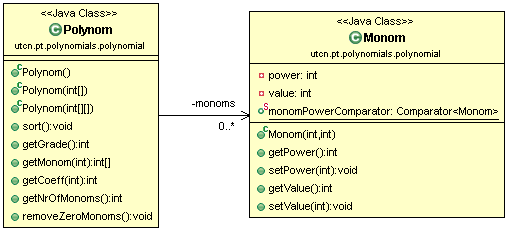 <<Java Class>>
Polynom
utcn.pt.polynomials.polynomial
Polynom()
Polynom(int[])
Polynom(int[][])
sort():void
getGrade():int
getMonom(int):int[]
getCoeff(int):int
getNrOfMonoms():int
removeZeroMonoms():void
-monoms
0..*
<<Java Class>>
Monom
utcn.pt.polynomials.polynomial
power: int
value: int
monomPowerComparator: Comparator<Monom>
Monom(int,int)
getPower():int
setPower(int):void
getValue():int
setValue(int):void